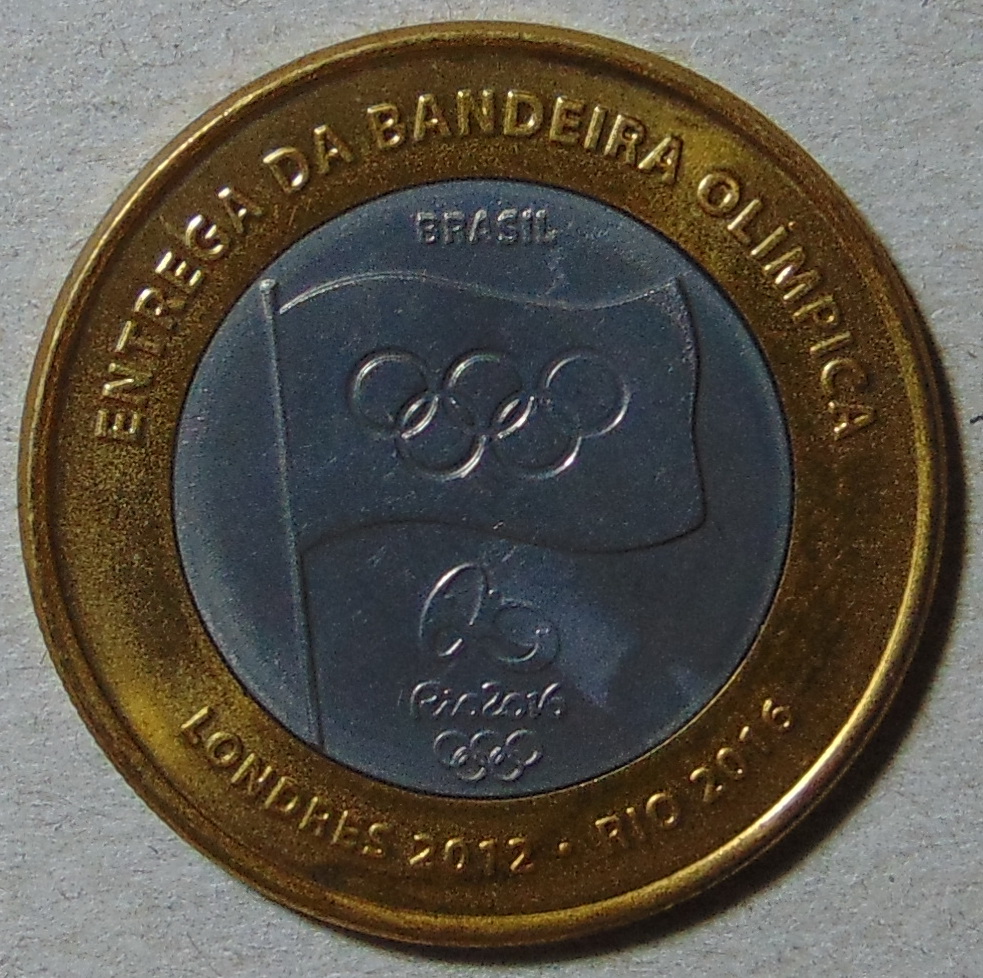 ENTREGA DA BANDEIRA OLÍMPICA
BRASIL
Rio2016
LONDRES 2012 · RIO 2016